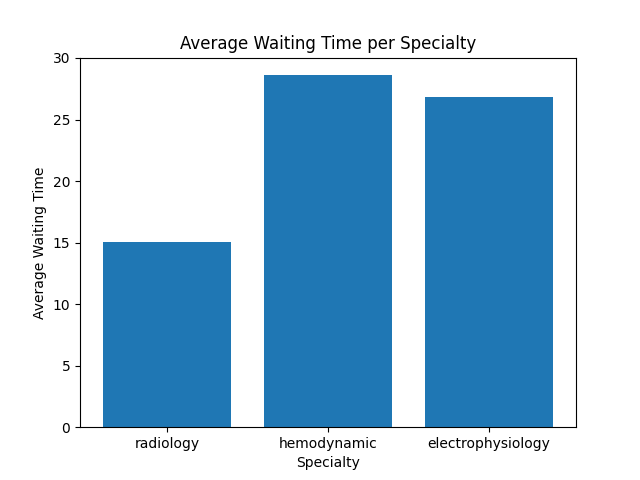 Average Waiting Time per Specialty
Average Waiting Time
30
25
20
15
10
5
0
radiology hemodynamic electrophysiology
Specialty